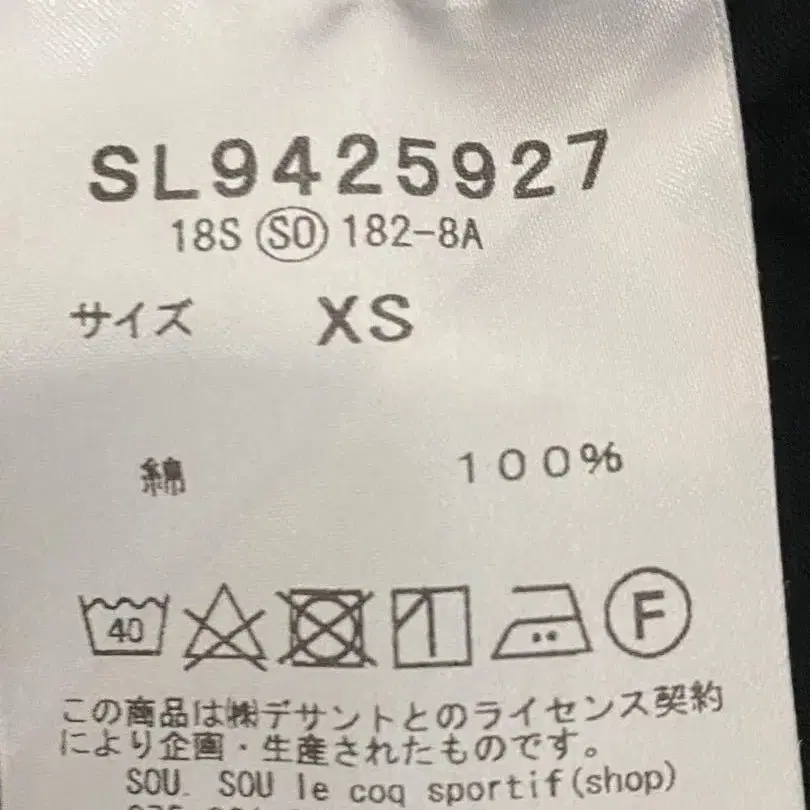 SL9425927
18S SO 182-8A
サイズ XS
綿 100%
40 F
この商品は㈱デサントとのライセンス契約
により企画・生産されたものです。
SOU. SOU le coq sportif(shop)